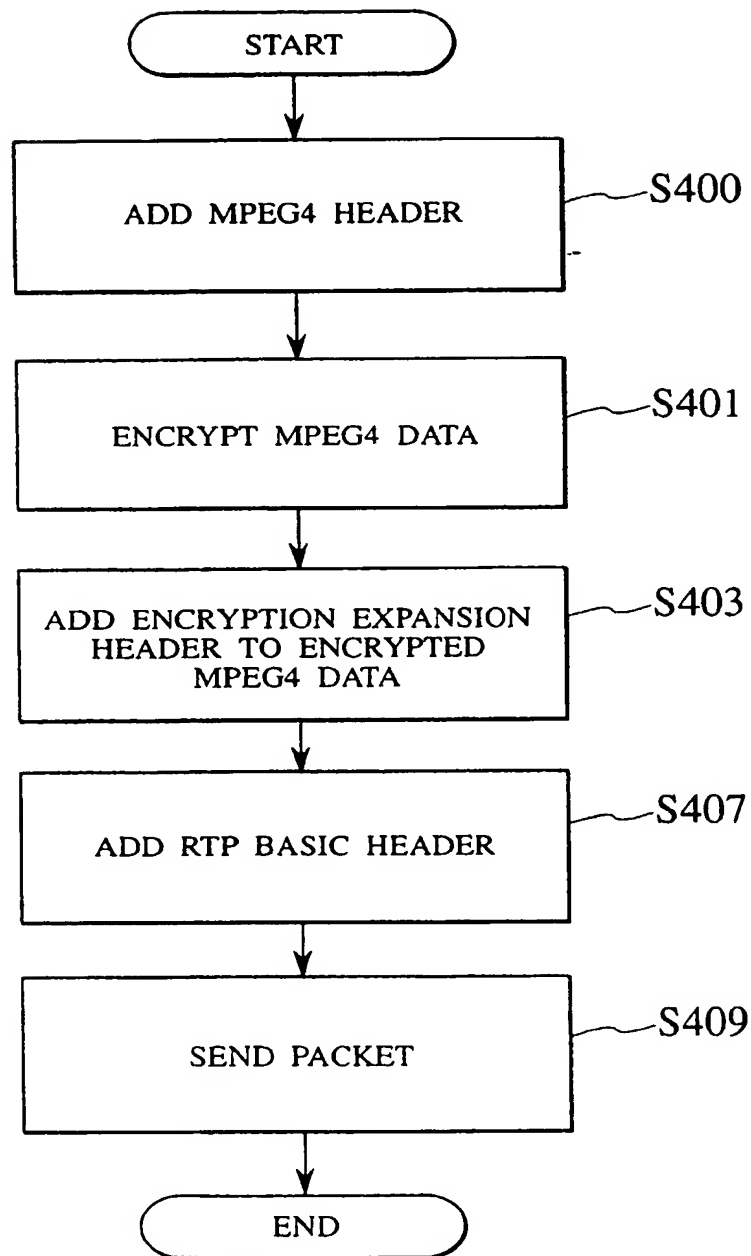 START
ADD MPEG4 HEADER
S400
ENCRYPT MPEG4 DATA
S401
ADD ENCRYPTION EXPANSION
HEADER TO ENCRYPTED
MPEG4 DATA
S403
ADD RTP BASIC HEADER
S407
SEND PACKET
S409
END